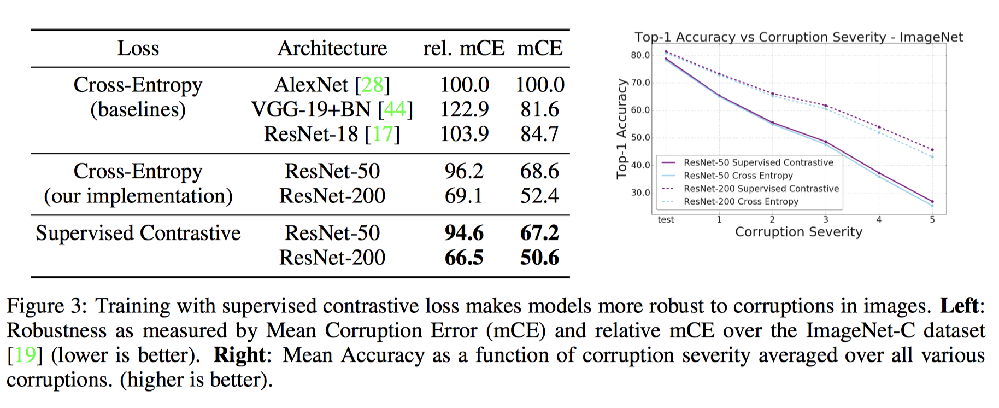 Loss Architecture rel. mCE mCE
Cross-Entropy AlexNet [28] 100.0 100.0
(baselines) VGG-19+BN [44] 122.9 81.6
ResNet-18 [17] 103.9 84.7
Cross-Entropy ResNet-50 96.2 68.6
(our implementation) ResNet-200 69.1 52.4
Supervised Contrastive ResNet-50 94.6 67.2
ResNet-200 66.5 50.6
Top-1 Accuracy vs Corruption Severity - ImageNet
Top-1 Accuracy
80.0
70.0
60.0
50.0
40.0
30.0
ResNet-50 Supervised Contrastive
ResNet-50 Cross Entropy
ResNet-200 Supervised Contrastive
ResNet-200 Cross Entropy
test 1 2 3 4 5
Corruption Severity
Figure 3: Training with supervised contrastive loss makes models more robust to corruptions in images. Left:
Robustness as measured by Mean Corruption Error (mCE) and relative mCE over the ImageNet-C dataset
[19] (lower is better). Right: Mean Accuracy as a function of corruption severity averaged over all various
corruptions. (higher is better).